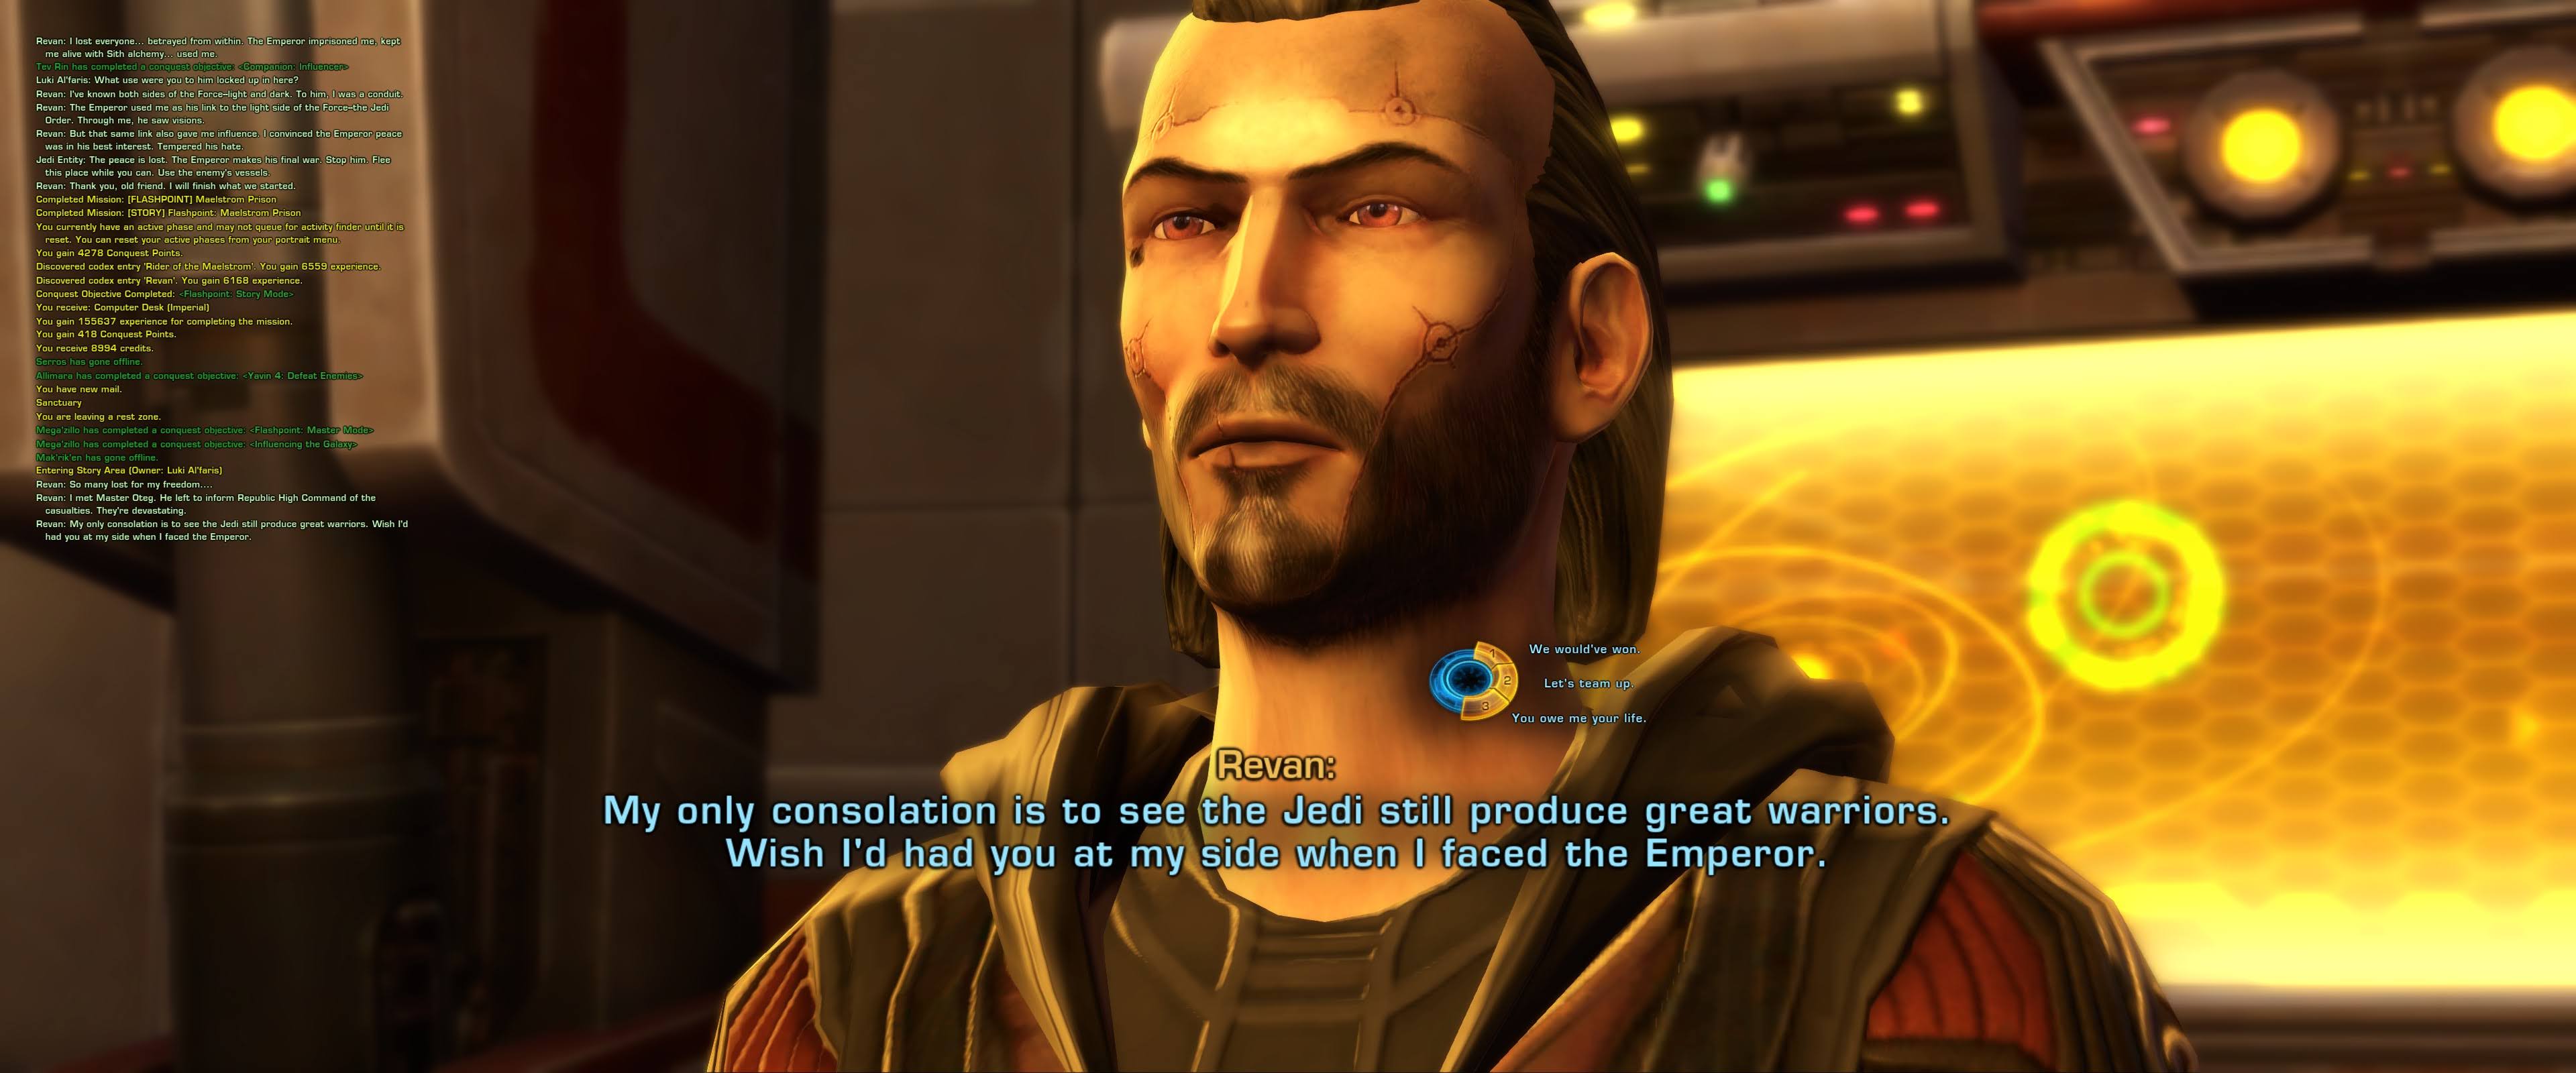 Revan: I lost everyone... betrayed from within. The Emperor imprisoned me, kept
me alive with Sith alchemy... used me.
Tev Rin has completed a conquest objective: <Companion: Influencer>
Luki Al'faris: What use were you to him locked up in here?
Revan: I've known both sides of the Force–light and dark. To him, I was a conduit.
Revan: The Emperor used me as his link to the light side of the Force–the Jedi
Order. Through me, he saw visions.
Revan: But that same link also gave me influence. I convinced the Emperor peace
was in his best interest. Tempered his hate.
Jedi Entity: The peace is lost. The Emperor makes his final war. Stop him. Flee
this place while you can. Use the enemy's vessels.
Revan: Thank you, old friend. I will finish what we started.
Completed Mission: [FLASHPOINT] Maelstrom Prison
Completed Mission: [STORY] Flashpoint: Maelstrom Prison
You currently have an active phase and may not queue for activity finder until it is
reset. You can reset your active phases from your portrait menu.
You gain 4278 Conquest Points.
Discovered codex entry 'Rider of the Maelstrom'. You gain 6559 experience.
Discovered codex entry 'Revan'. You gain 6168 experience.
Conquest Objective Completed: <Flashpoint: Story Mode>
You receive: Computer Desk (Imperial)
You gain 155637 experience for completing the mission.
You gain 418 Conquest Points.
You receive 8994 credits.
Serros has gone offline.
Allimara has completed a conquest objective: <Yavin 4: Defeat Enemies>
You have new mail.
Sanctuary
You are leaving a rest zone.
Mega'zillo has completed a conquest objective: <Flashpoint: Master Mode>
Mega'zillo has completed a conquest objective: <Influencing the Galaxy>
Mak'rik'en has gone offline.
Entering Story Area (Owner: Luki Al'faris)
Revan: So many lost for my freedom....
Revan: I met Master Oteg. He left to inform Republic High Command of the
casualties. They're devastating.
Revan: My only consolation is to see the Jedi still produce great warriors. Wish I'd
had you at my side when I faced the Emperor.
1 We would've won.
2 Let's team up.
3 You owe me your life.
Revan:
My only consolation is to see the Jedi still produce great warriors.
Wish I'd had you at my side when I faced the Emperor.